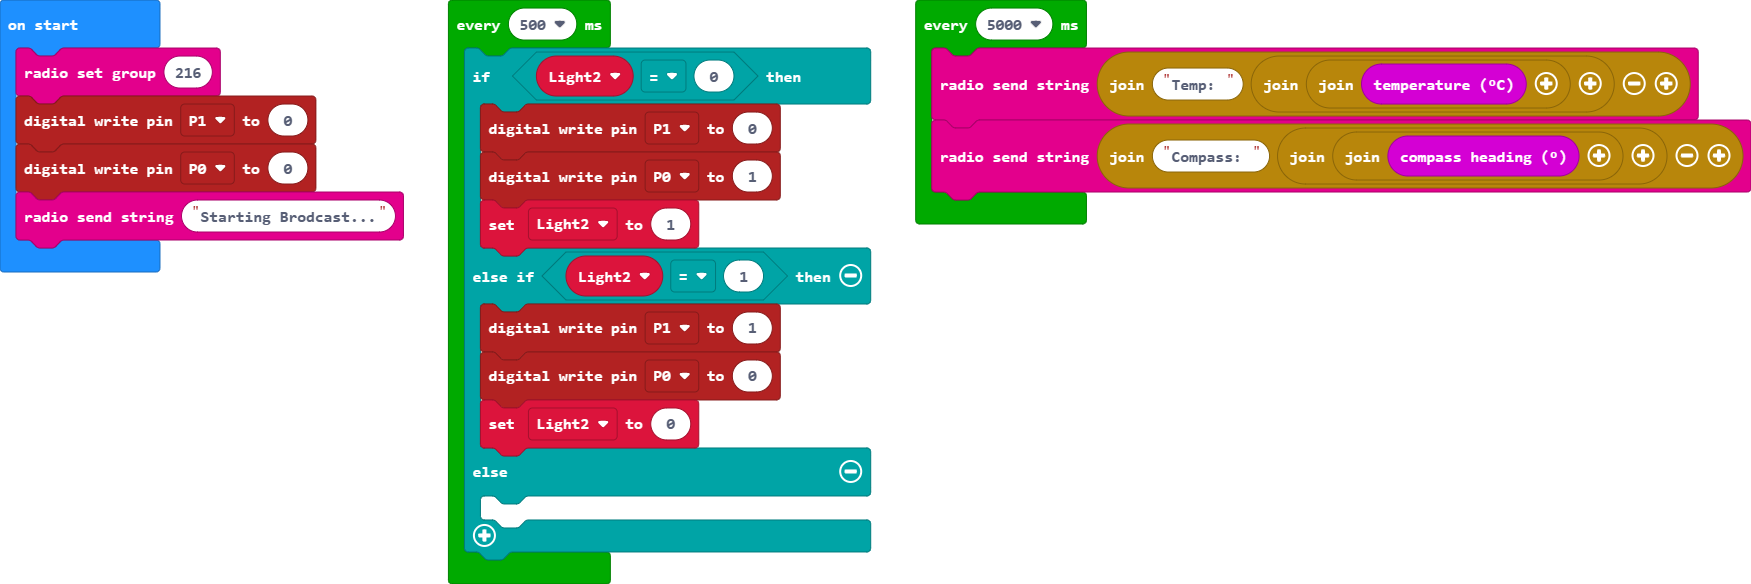 on start
radio set group 216
digital write pin P1 to 0
digital write pin P0 to 0
radio send string "Starting Brodcast..."
every 500 ms
if Light2 = 0 then
digital write pin P1 to 0
digital write pin P0 to 1
set Light2 to 1
else if Light2 = 1 then
digital write pin P1 to 1
digital write pin P0 to 0
set Light2 to 0
else
every 5000 ms
radio send string join "Temp: " join join temperature (ºC)
radio send string join "Compass: " join join compass heading (º)